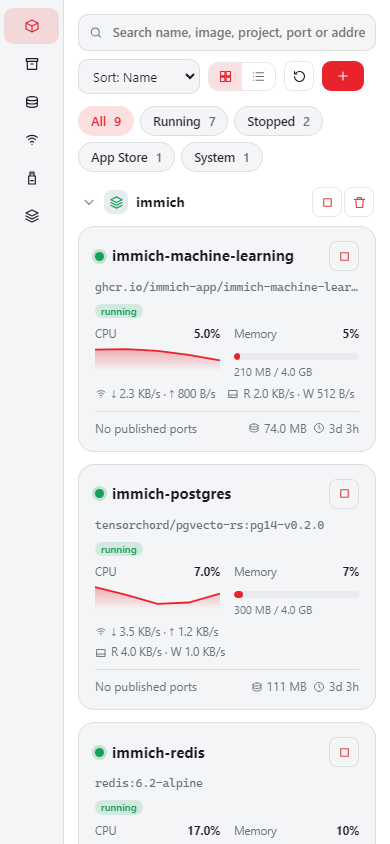 Search name, image, project, port or addre
Sort: Name
All 9 Running 7 Stopped 2
App Store 1 System 1
immich
immich-machine-learning
ghcr.io/immich-app/immich-machine-lear…
running
CPU 5.0% Memory 5%
210 MB / 4.0 GB
↓ 2.3 KB/s · ↑ 800 B/s R 2.0 KB/s · W 512 B/s
No published ports 74.0 MB 3d 3h
immich-postgres
tensorchord/pgvecto-rs:pg14-v0.2.0
running
CPU 7.0% Memory 7%
300 MB / 4.0 GB
↓ 3.5 KB/s · ↑ 1.2 KB/s
R 4.0 KB/s · W 1.0 KB/s
No published ports 111 MB 3d 3h
immich-redis
redis:6.2-alpine
running
CPU 17.0% Memory 10%